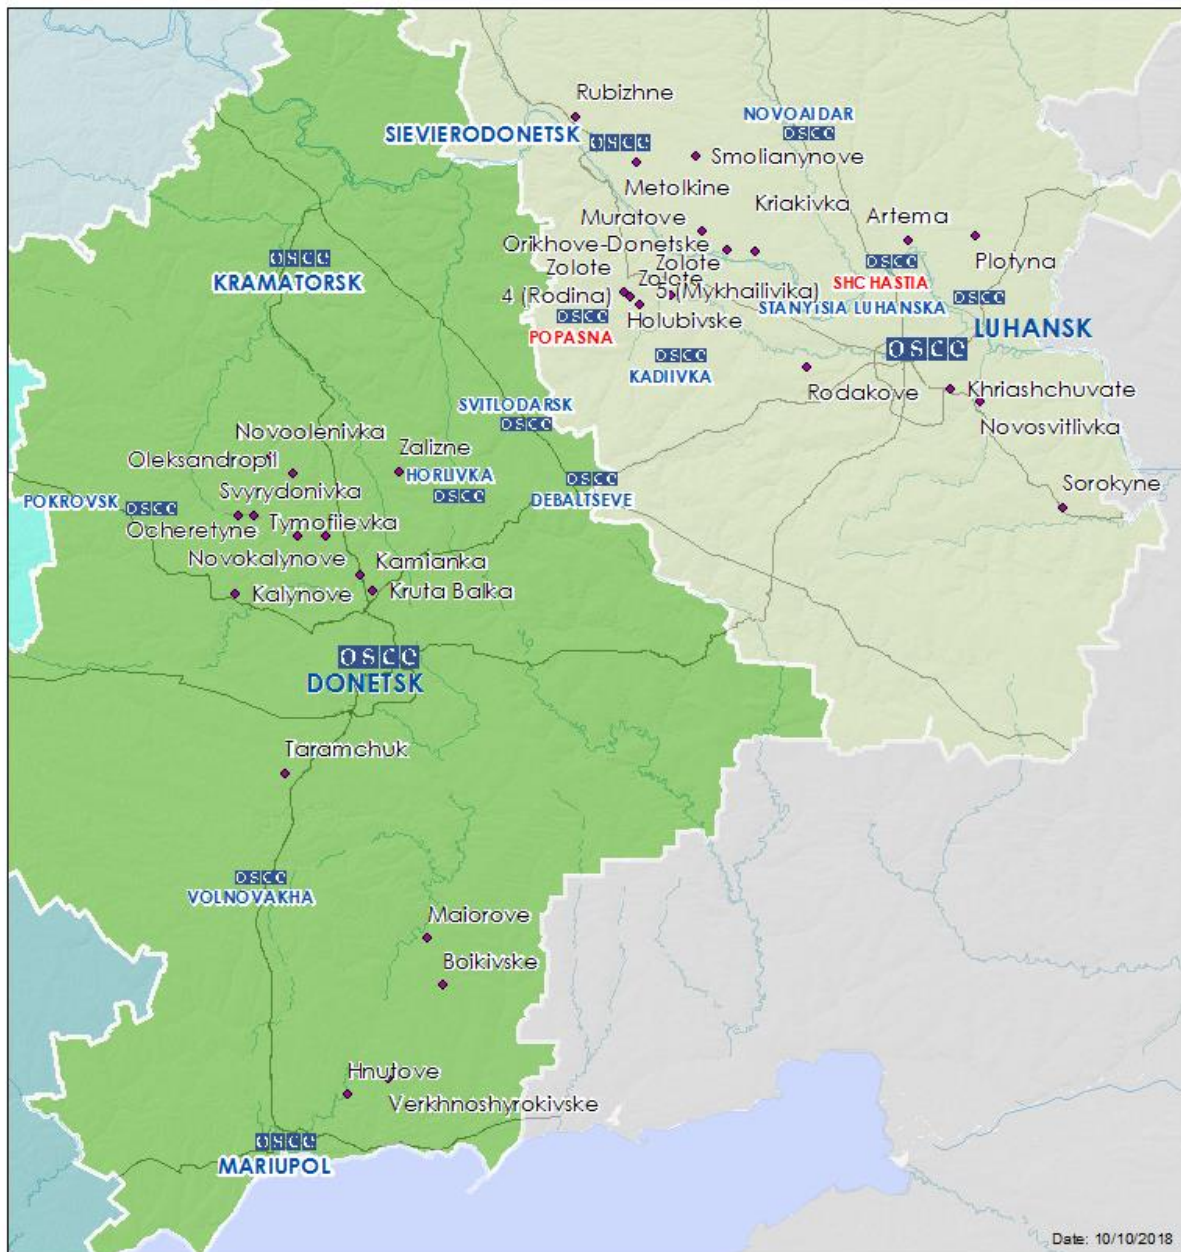 Rubizhne
SIEVIERODONETSK
OSCE
NOVOAIDAR
OSCE
Smolianynove
Metolkine
Kriakivka
Muratove
Artema
Orikhove-Donetske
Zolote
Zolote
OSCE
Plotyna
OSCE
KRAMATORSK
Zolote
SHCHASTIA
4 (Rodina)
5 (Mykhailivika)
OSCE
STANYTSIA LUHANSKA
OSCE
Holubivske
POPASNA
LUHANSK
OSCE
OSCE
KADIIVKA
Rodakove
Khriashchuvate
Novosvitlivka
SVITLODARSK
OSCE
Novoolenivka
Zalizne
Oleksandropil
HORLIVKA
OSCE
OSCE
DEBALTSEVE
Sorokyne
Svyrydonivka
POKROVSK
OSCE
Ocheretyne
Tymofiievka
Novokalynove
Kamianka
Kalynove
Kruta Balka
OSCE
DONETSK
Taramchuk
OSCE
VOLNOVAKHA
Maiorove
Boikivske
Hnutove
Verkhnoshyrokivske
OSCE
MARIUPOL
Date: 10/10/2018